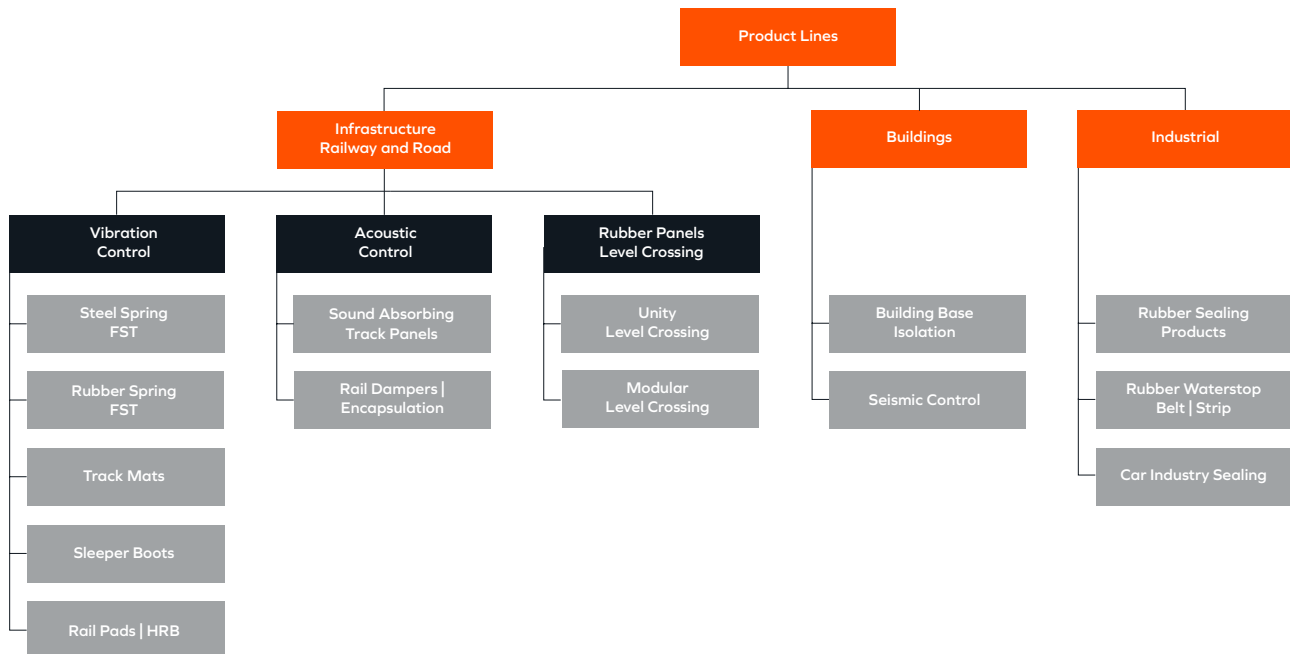 Product Lines
Infrastructure
Railway and Road
Buildings
Industrial
Vibration
Control
Acoustic
Control
Rubber Panels
Level Crossing
Steel Spring
FST
Rubber Spring
FST
Track Mats
Sleeper Boots
Rail Pads | HRB
Sound Absorbing
Track Panels
Rail Dampers |
Encapsulation
Unity
Level Crossing
Modular
Level Crossing
Building Base
Isolation
Seismic Control
Rubber Sealing
Products
Rubber Waterstop
Belt | Strip
Car Industry Sealing